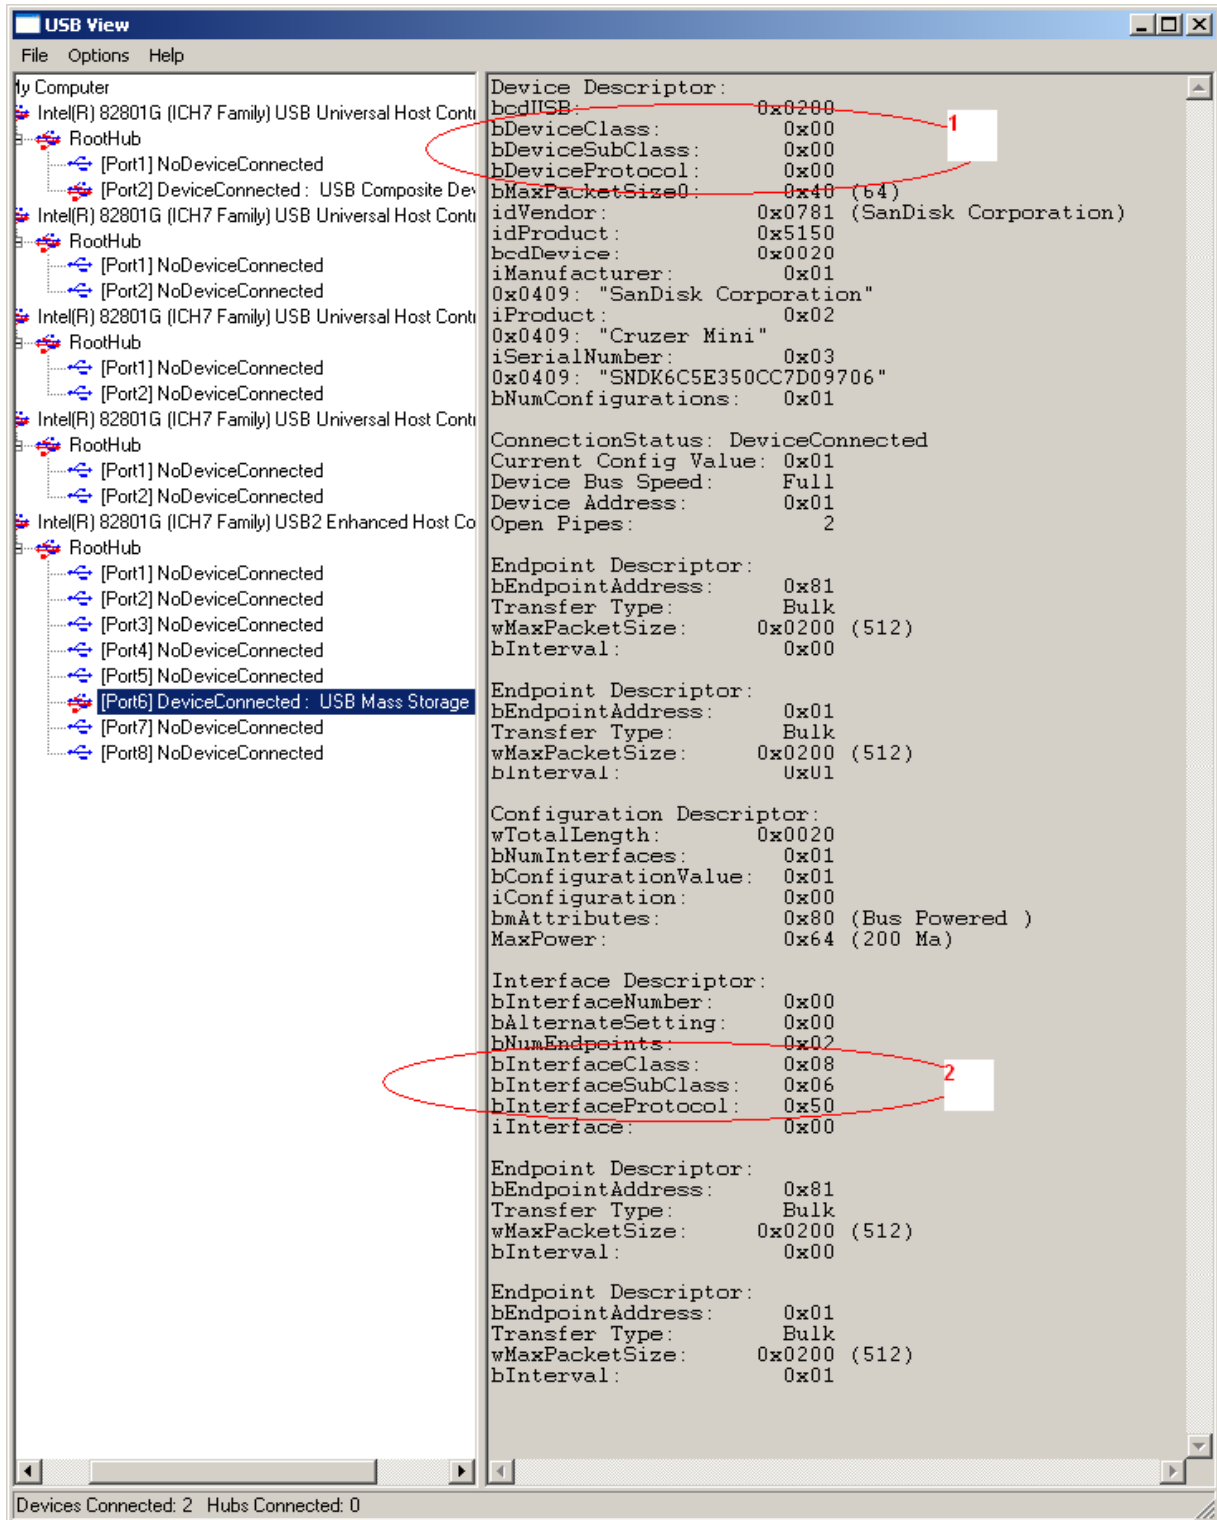 USB View
File Options Help
My Computer
Intel(R) 82801G (ICH7 Family) USB Universal Host Contr
RootHub
[Port1] NoDeviceConnected
[Port2] DeviceConnected : USB Composite Dev
Intel(R) 82801G (ICH7 Family) USB Universal Host Contr
RootHub
[Port1] NoDeviceConnected
[Port2] NoDeviceConnected
Intel(R) 82801G (ICH7 Family) USB Universal Host Contr
RootHub
[Port1] NoDeviceConnected
[Port2] NoDeviceConnected
Intel(R) 82801G (ICH7 Family) USB Universal Host Contr
RootHub
[Port1] NoDeviceConnected
[Port2] NoDeviceConnected
Intel(R) 82801G (ICH7 Family) USB2 Enhanced Host Co
RootHub
[Port1] NoDeviceConnected
[Port2] NoDeviceConnected
[Port3] NoDeviceConnected
[Port4] NoDeviceConnected
[Port5] NoDeviceConnected
[Port6] DeviceConnected : USB Mass Storage
[Port7] NoDeviceConnected
[Port8] NoDeviceConnected
Device Descriptor:
bcdUSB: 0x0200
bDeviceClass: 0x00
1
bDeviceSubClass: 0x00
bDeviceProtocol: 0x00
bMaxPacketSize0: 0x40 (64)
idVendor: 0x0781 (SanDisk Corporation)
idProduct: 0x5150
bcdDevice: 0x0020
iManufacturer: 0x01
0x0409: "SanDisk Corporation"
iProduct: 0x02
0x0409: "Cruzer Mini"
iSerialNumber: 0x03
0x0409: "SNDK6C5E350CC7D09706"
bNumConfigurations: 0x01
ConnectionStatus: DeviceConnected
Current Config Value: 0x01
Device Bus Speed: Full
Device Address: 0x01
Open Pipes: 2
Endpoint Descriptor:
bEndpointAddress: 0x81
Transfer Type: Bulk
wMaxPacketSize: 0x0200 (512)
bInterval: 0x00
Endpoint Descriptor:
bEndpointAddress: 0x01
Transfer Type: Bulk
wMaxPacketSize: 0x0200 (512)
bInterval: 0x01
Configuration Descriptor:
wTotalLength: 0x0020
bNumInterfaces: 0x01
bConfigurationValue: 0x01
iConfiguration: 0x00
bmAttributes: 0x80 (Bus Powered )
MaxPower: 0x64 (200 Ma)
Interface Descriptor:
bInterfaceNumber: 0x00
bAlternateSetting: 0x00
bNumEndpoints: 0x02
bInterfaceClass: 0x08
2
bInterfaceSubClass: 0x06
bInterfaceProtocol: 0x50
iInterface: 0x00
Endpoint Descriptor:
bEndpointAddress: 0x81
Transfer Type: Bulk
wMaxPacketSize: 0x0200 (512)
bInterval: 0x00
Endpoint Descriptor:
bEndpointAddress: 0x01
Transfer Type: Bulk
wMaxPacketSize: 0x0200 (512)
bInterval: 0x01
Devices Connected: 2 Hubs Connected: 0